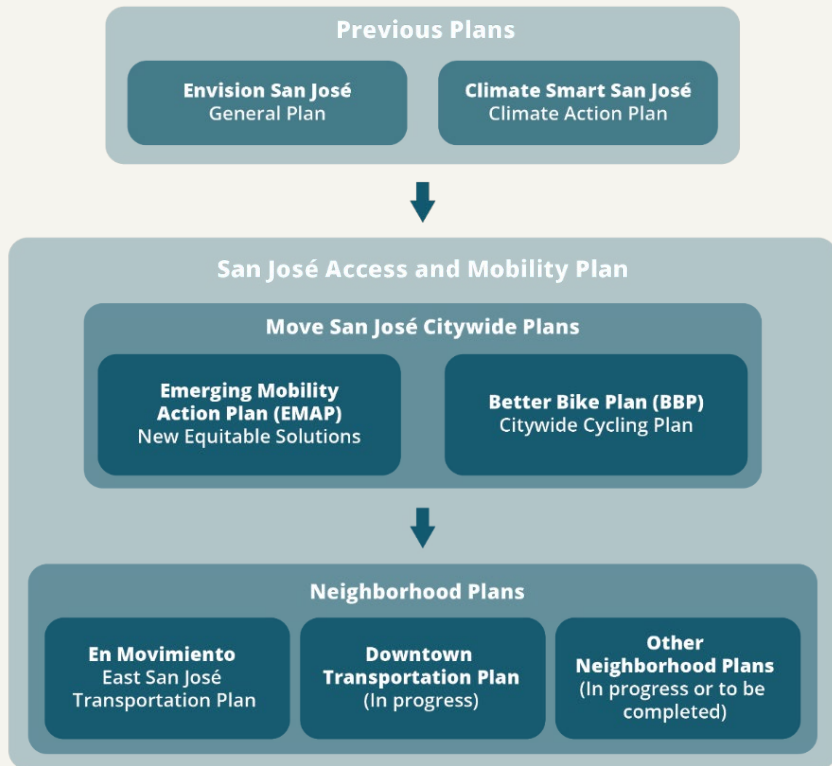 Previous Plans
Envision San José
General Plan
Climate Smart San José
Climate Action Plan
San José Access and Mobility Plan
Move San José Citywide Plans
Emerging Mobility
Action Plan (EMAP)
New Equitable Solutions
Better Bike Plan (BBP)
Citywide Cycling Plan
Neighborhood Plans
En Movimiento
East San José
Transportation Plan
Downtown
Transportation Plan
(In progress)
Other
Neighborhood Plans
(In progress or to be
completed)